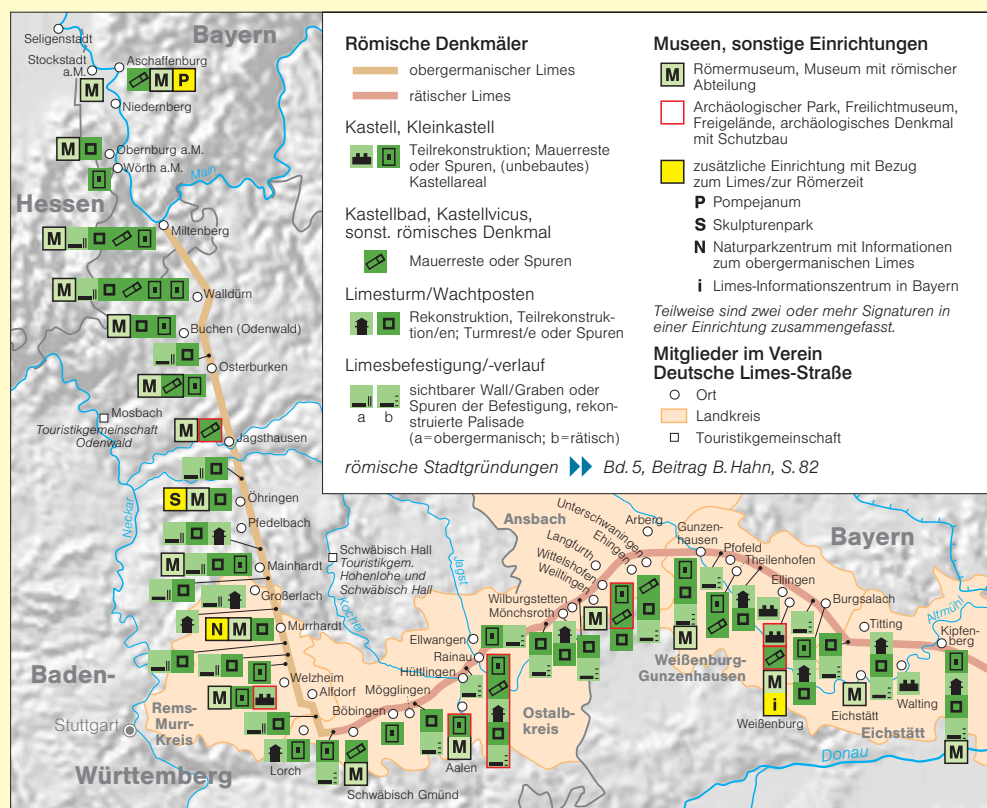 Römische Denkmäler
obergermanischer Limes
rätischer Limes
Kastell, Kleinkastell
Teilrekonstruktion; Mauerreste
oder Spuren, (unbebautes)
Kastellareal
Kastellbad, Kastellvicus,
sonst. römisches Denkmal
Mauerreste oder Spuren
Limesturm/Wachtposten
Rekonstruktion, Teilrekonstruk-
tion/en; Turmrest/e oder Spuren
Limesbefestigung/-verlauf
sichtbarer Wall/Graben oder
Spuren der Befestigung, rekon-
struierte Palisade
(a=obergermanisch; b=rätisch)
a b
römische Stadtgründungen Bd. 5, Beitrag B. Hahn, S. 82
Museen, sonstige Einrichtungen
M Römermuseum, Museum mit römischer
Abteilung
Archäologischer Park, Freilichtmuseum,
Freigelände, archäologisches Denkmal
mit Schutzbau
zusätzliche Einrichtung mit Bezug
zum Limes/zur Römerzeit
P Pompejanum
S Skulpturenpark
N Naturparkzentrum mit Informationen
zum obergermanischen Limes
i Limes-Informationszentrum in Bayern
Teilweise sind zwei oder mehr Signaturen in
einer Einrichtung zusammengefasst.
Mitglieder im Verein
Deutsche Limes-Straße
Ort
Landkreis
Touristikgemeinschaft
Seligenstadt
Bayern
Stockstadt
a.M.
Aschaffenburg
M P
M
Niedernberg
M
Obernburg a.M.
Wörth a.M.
Main
Hessen
Miltenberg
M
M
Walldürn
M
Buchen (Odenwald)
Osterburken
M
Mosbach
Touristikgemeinschaft
Odenwald
M
Jagsthausen
Neckar
S M
Öhringen
Pfedelbach
M
Mainhardt
Großerlach
N M
Murrhardt
Baden-
Württemberg
Stuttgart
Rems-
Murr-
Kreis
M
Welzheim
Alfdorf
Lorch
M
Schwäbisch Gmünd
Schwäbisch Hall
Touristikgem.
Hohenlohe und
Schwäbisch Hall
Kocher
Jagst
Böbingen
Mögglingen
Hüttlingen
Rainau
Ellwangen
M
Aalen
Ostalb-
kreis
Ansbach
Mönchsroth
Wilburgstetten
Weiltingen
Wittelshofen
Langfurth
Ehingen
Unterschwaningen
Arberg
M
Gunzen-
hausen
Pfofeld
Theilenhofen
M
Weißenburg-
Gunzenhausen
Ellingen
Burgsalach
M
i
Weißenburg
Bayern
Titting
Altmühl
Kipfen-
berg
M
Eichstätt
Walting
Eichstätt
M
Donau